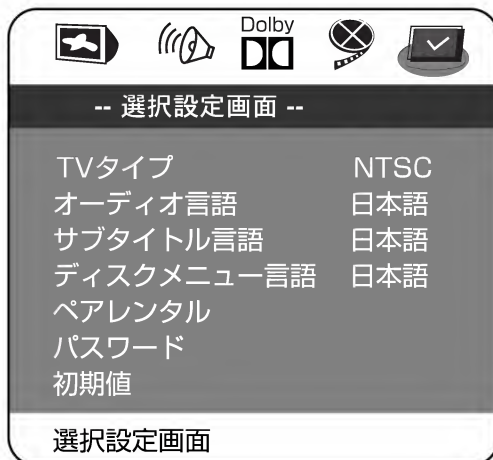 Dolby
-- 選択設定画面 --
TVタイプ NTSC
オーディオ言語 日本語
サブタイトル言語 日本語
ディスクメニュー言語 日本語
ペアレンタル
パスワード
初期値
選択設定画面